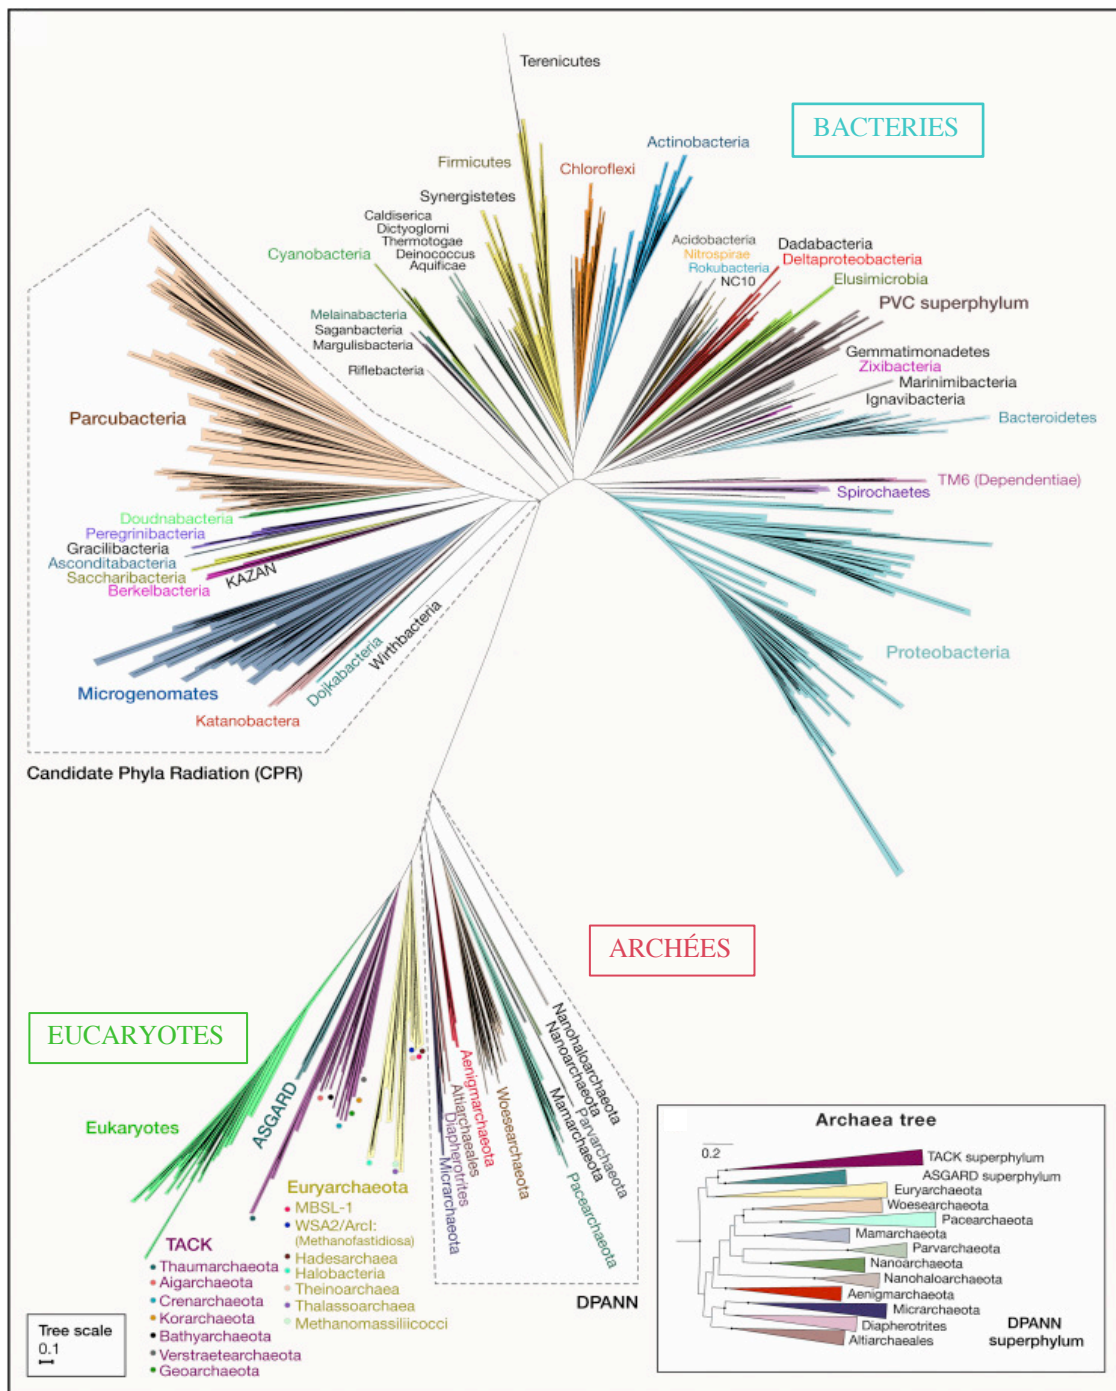 Terenicutes
BACTERIES
Actinobacteria
Firmicutes
Chloroflexi
Synergistetes
Caldiserica
Dictyoglomi
Thermotogae
Deinococcus
Aquificae
Cyanobacteria
Acidobacteria
Nitrospirae
Rokubacteria
NC10
Dadabacteria
Deltaproteobacteria
Elusimicrobia
PVC superphylum
Melainabacteria
Saganbacteria
Margulisbacteria
Riflebacteria
Gemmatimonadetes
Zixibacteria
Marinimibacteria
Ignavibacteria
Bacteroidetes
Parcubacteria
TM6 (Dependentiae)
Spirochaetes
Doudnabacteria
Peregrinibacteria
Gracilibacteria
Asconditabacteria
Saccharibacteria
Berkelbacteria
KAZAN
Proteobacteria
Microgenomates
Katanobactera
Dojkabacteria
Wirthbacteria
Candidate Phyla Radiation (CPR)
ARCHÉES
EUCARYOTES
Eukaryotes
ASGARD
Nanohaloarchaeota
Nanoarchaeota
Parvarchaeota
Mamarchaeota
Pacearchaeota
Woesearchaeota
Aenigmarchaeota
Altiarchaeales
Diapherotrites
Micrarchaeota
DPANN
Euryarchaeota
MBSL-1
WSA2/ArcI:
(Methanofastidiosa)
Hadesarchaea
Halobacteria
Theinoarchaea
Thalassoarchaea
Methanomassiliicocci
TACK
Thaumarchaeota
Aigarchaeota
Crenarchaeota
Korarchaeota
Bathyarchaeota
Verstraetearchaeota
Geoarchaeota
Tree scale
0.1
Archaea tree
0.2
TACK superphylum
ASGARD superphylum
Euryarchaeota
Woesearchaeota
Pacearchaeota
Mamarchaeota
Parvarchaeota
Nanoarchaeota
Nanohaloarchaeota
Aenigmarchaeota
Micrarchaeota
Diapherotrites
Altiarchaeales
DPANN
superphylum